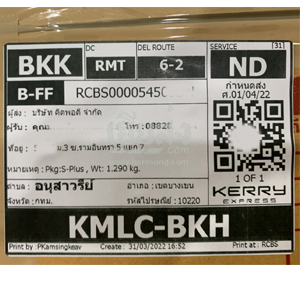 DC DEL ROUTE SERVICE [31]
BKK RMT 6-2 ND
B-FF RCBS0000545
กำหนดส่ง
ศ.01/04/22
ผู้ส่ง : บริษัท ดิตพอดี จำกัด
ผู้รับ : คุณ โทร : 08828
ที่อยู่ : ม.3 ซ.รามอินทรา 5 แยก 7
หมายเหตุ : Pkg:S-Plus , Wt : 1.290 kg.
ตำบล : อนุสาวรีย์ อำเภอ : เขตบางเขน
จังหวัด : กทม. รหัสไปรษณีย์ : 10220
1 OF 1
KERRY
EXPRESS
KMLC-BKH
Print by : PKamsingkeav Create : 31/03/2022 16:52 Print at : RCBS